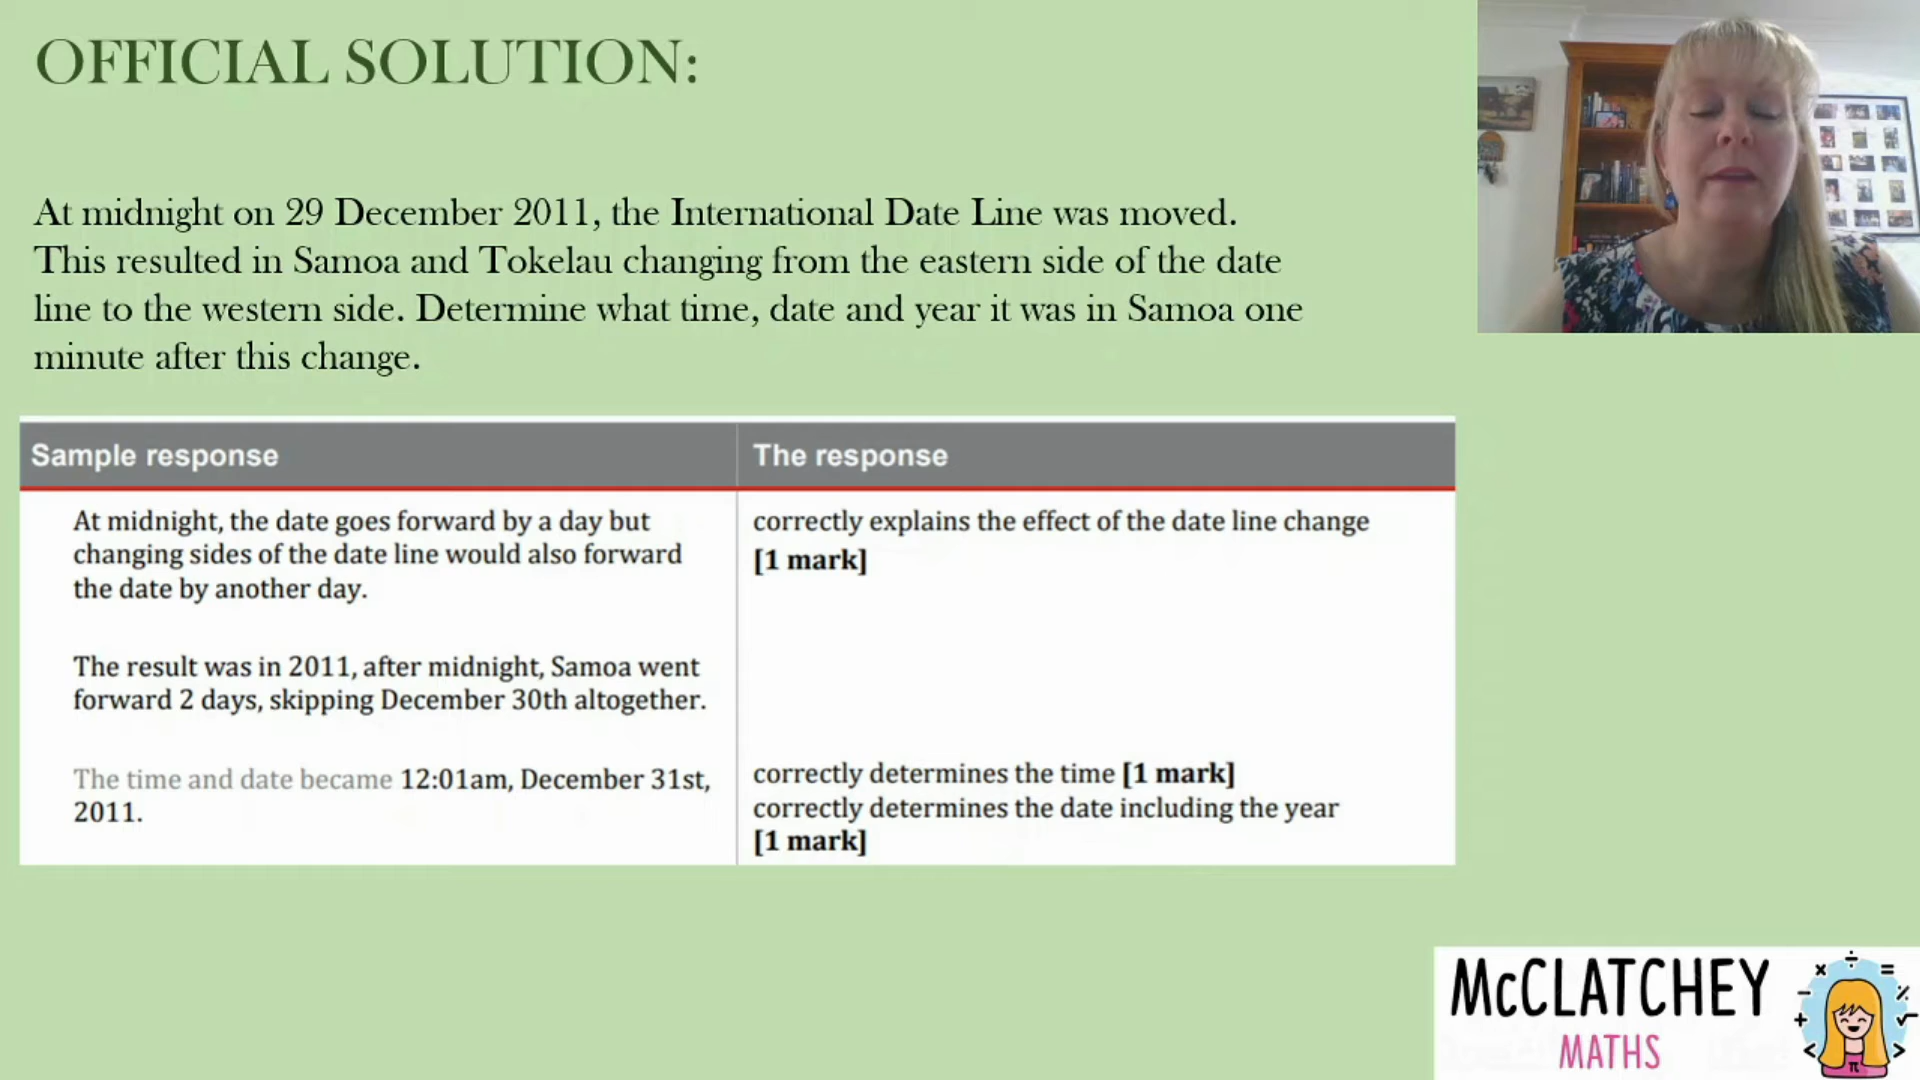 OFFICIAL SOLUTION:
At midnight on 29 December 2011, the International Date Line was moved.
This resulted in Samoa and Tokelau changing from the eastern side of the date
line to the western side. Determine what time, date and year it was in Samoa one
minute after this change.
Sample response
The response
At midnight, the date goes forward by a day but
changing sides of the date line would also forward
the date by another day.
correctly explains the effect of the date line change
[1 mark]
The result was in 2011, after midnight, Samoa went
forward 2 days, skipping December 30th altogether.
The time and date became 12:01am, December 31st,
2011.
correctly determines the time [1 mark]
correctly determines the date including the year
[1 mark]
McCLATCHEY
MATHS